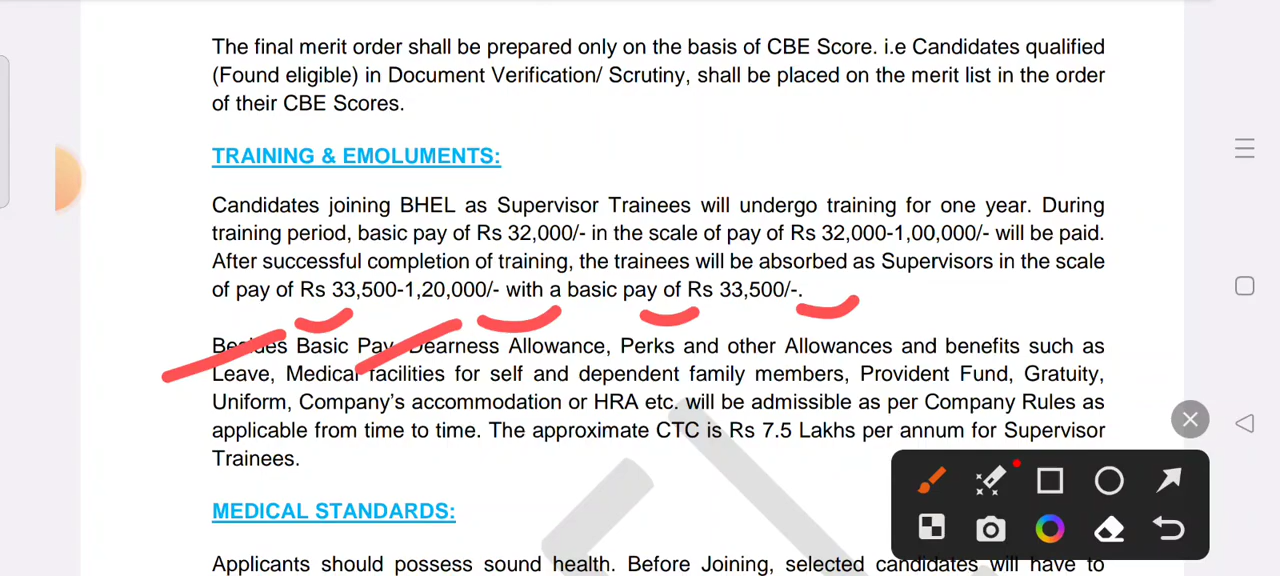 The final merit order shall be prepared only on the basis of CBE Score. i.e Candidates qualified
(Found eligible) in Document Verification/ Scrutiny, shall be placed on the merit list in the order
of their CBE Scores.
TRAINING & EMOLUMENTS:
Candidates joining BHEL as Supervisor Trainees will undergo training for one year. During
training period, basic pay of Rs 32,000/- in the scale of pay of Rs 32,000-1,00,000/- will be paid.
After successful completion of training, the trainees will be absorbed as Supervisors in the scale
of pay of Rs 33,500-1,20,000/- with a basic pay of Rs 33,500/-.
Besides Basic Pay, Dearness Allowance, Perks and other Allowances and benefits such as
Leave, Medical facilities for self and dependent family members, Provident Fund, Gratuity,
Uniform, Company's accommodation or HRA etc. will be admissible as per Company Rules as
applicable from time to time. The approximate CTC is Rs 7.5 Lakhs per annum for Supervisor
Trainees.
MEDICAL STANDARDS:
Applicants should possess sound health. Before Joining, selected candidates will have to